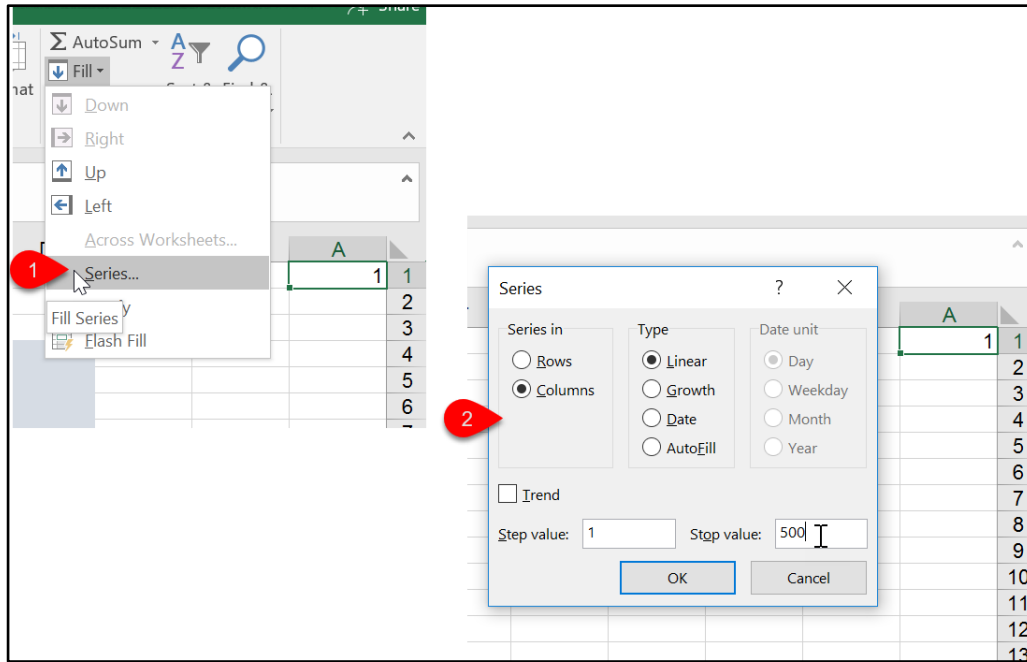 Share
AutoSum
A
Z
Fill
Down
Right
Up
Left
Across Worksheets...
1
Series...
Fill Series
Flash Fill
A
1 1
2
3
4
5
6
2
Series ?
Series in
Rows
Columns
Type
Linear
Growth
Date
AutoFill
Date unit
Day
Weekday
Month
Year
Trend
Step value: 1 Stop value: 500
OK Cancel
A
1 1
2
3
4
5
6
7
8
9
10
11
12
13